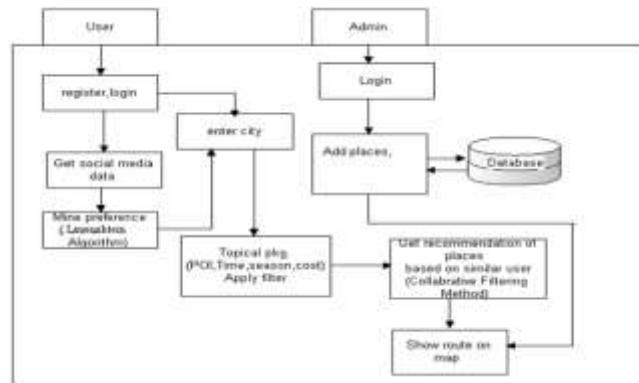 User
Admin
register,login
Login
enter city
Add places,
Database
Get social media
data
Mine preference
Algorithm)
Topical pkg
(POI,Time,season,cost)
Apply filter
Get recommendation of
places
based on similar user
(Collabrative Filtering
Method)
Show route on
map